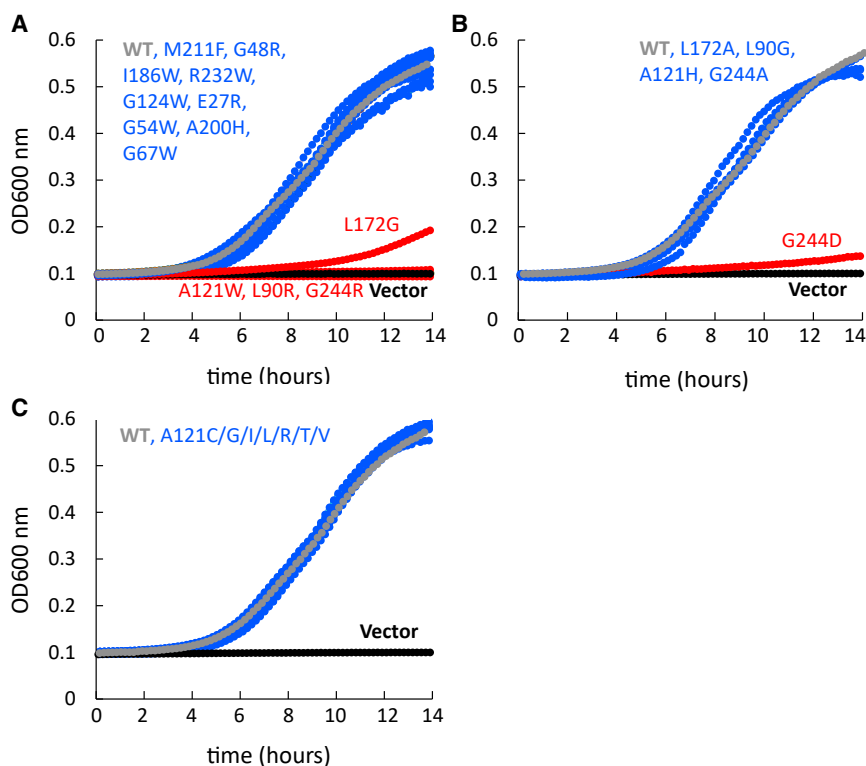 A
WT, M211F, G48R,
I186W, R232W,
G124W, E27R,
G54W, A200H,
G67W
L172G
A121W, L90R, G244R
Vector
OD600 nm
0.6
0.5
0.4
0.3
0.2
0.1
0
0 2 4 6 8 10 12 14
time (hours)
B
WT, L172A, L90G,
A121H, G244A
G244D
Vector
OD600 nm
0.6
0.5
0.4
0.3
0.2
0.1
0
0 2 4 6 8 10 12 14
time (hours)
C
WT, A121C/G/I/L/R/T/V
Vector
OD600 nm
0.6
0.5
0.4
0.3
0.2
0.1
0
0 2 4 6 8 10 12 14
time (hours)